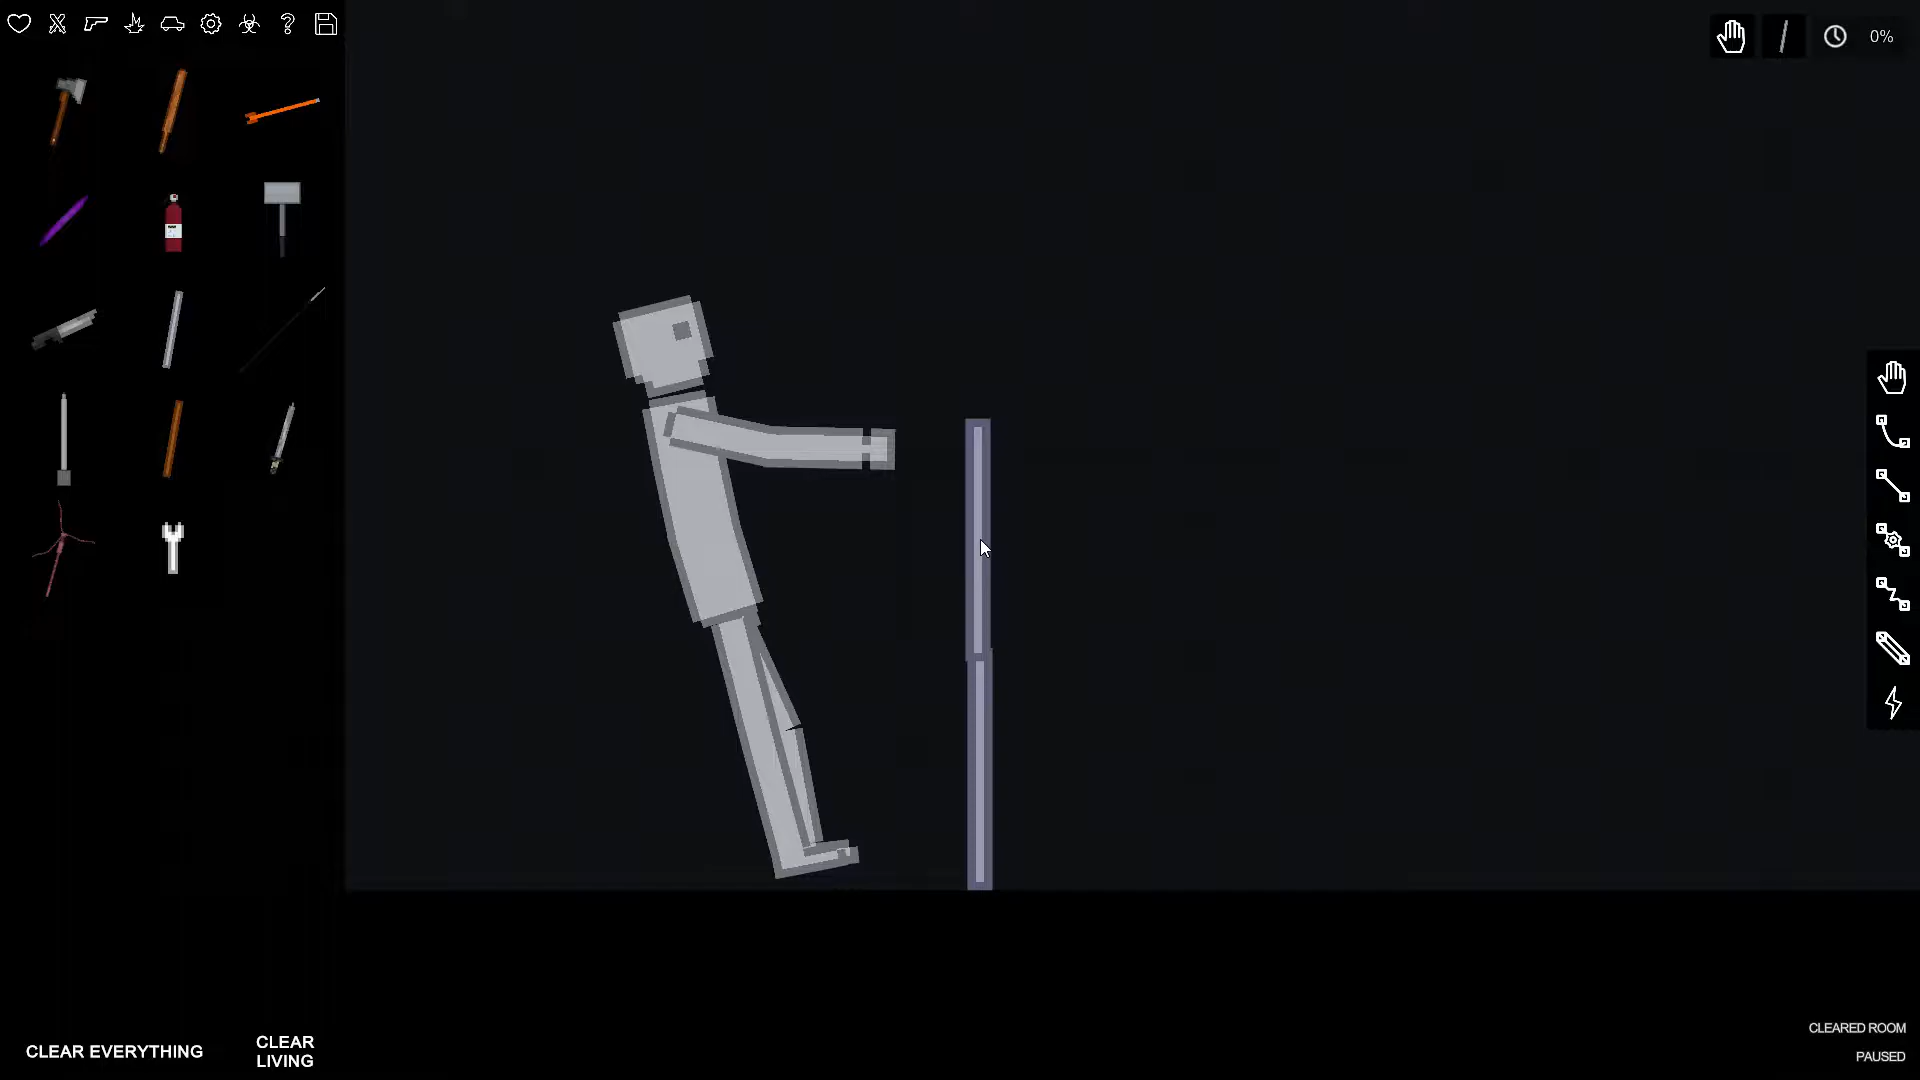 0%
CLEAR EVERYTHING
CLEAR
LIVING
CLEARED ROOM
PAUSED